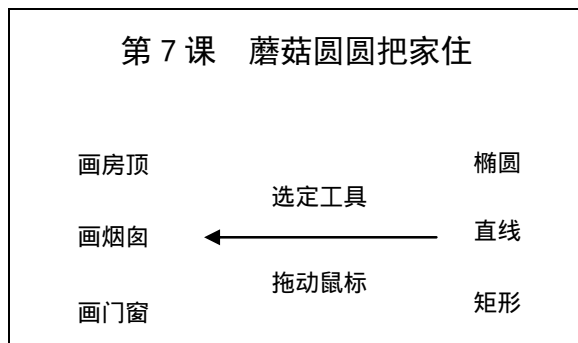 第 7 课 蘑菇圆圆把家住
画房顶
椭圆
选定工具
画烟囱
直线
拖动鼠标
画门窗
矩形